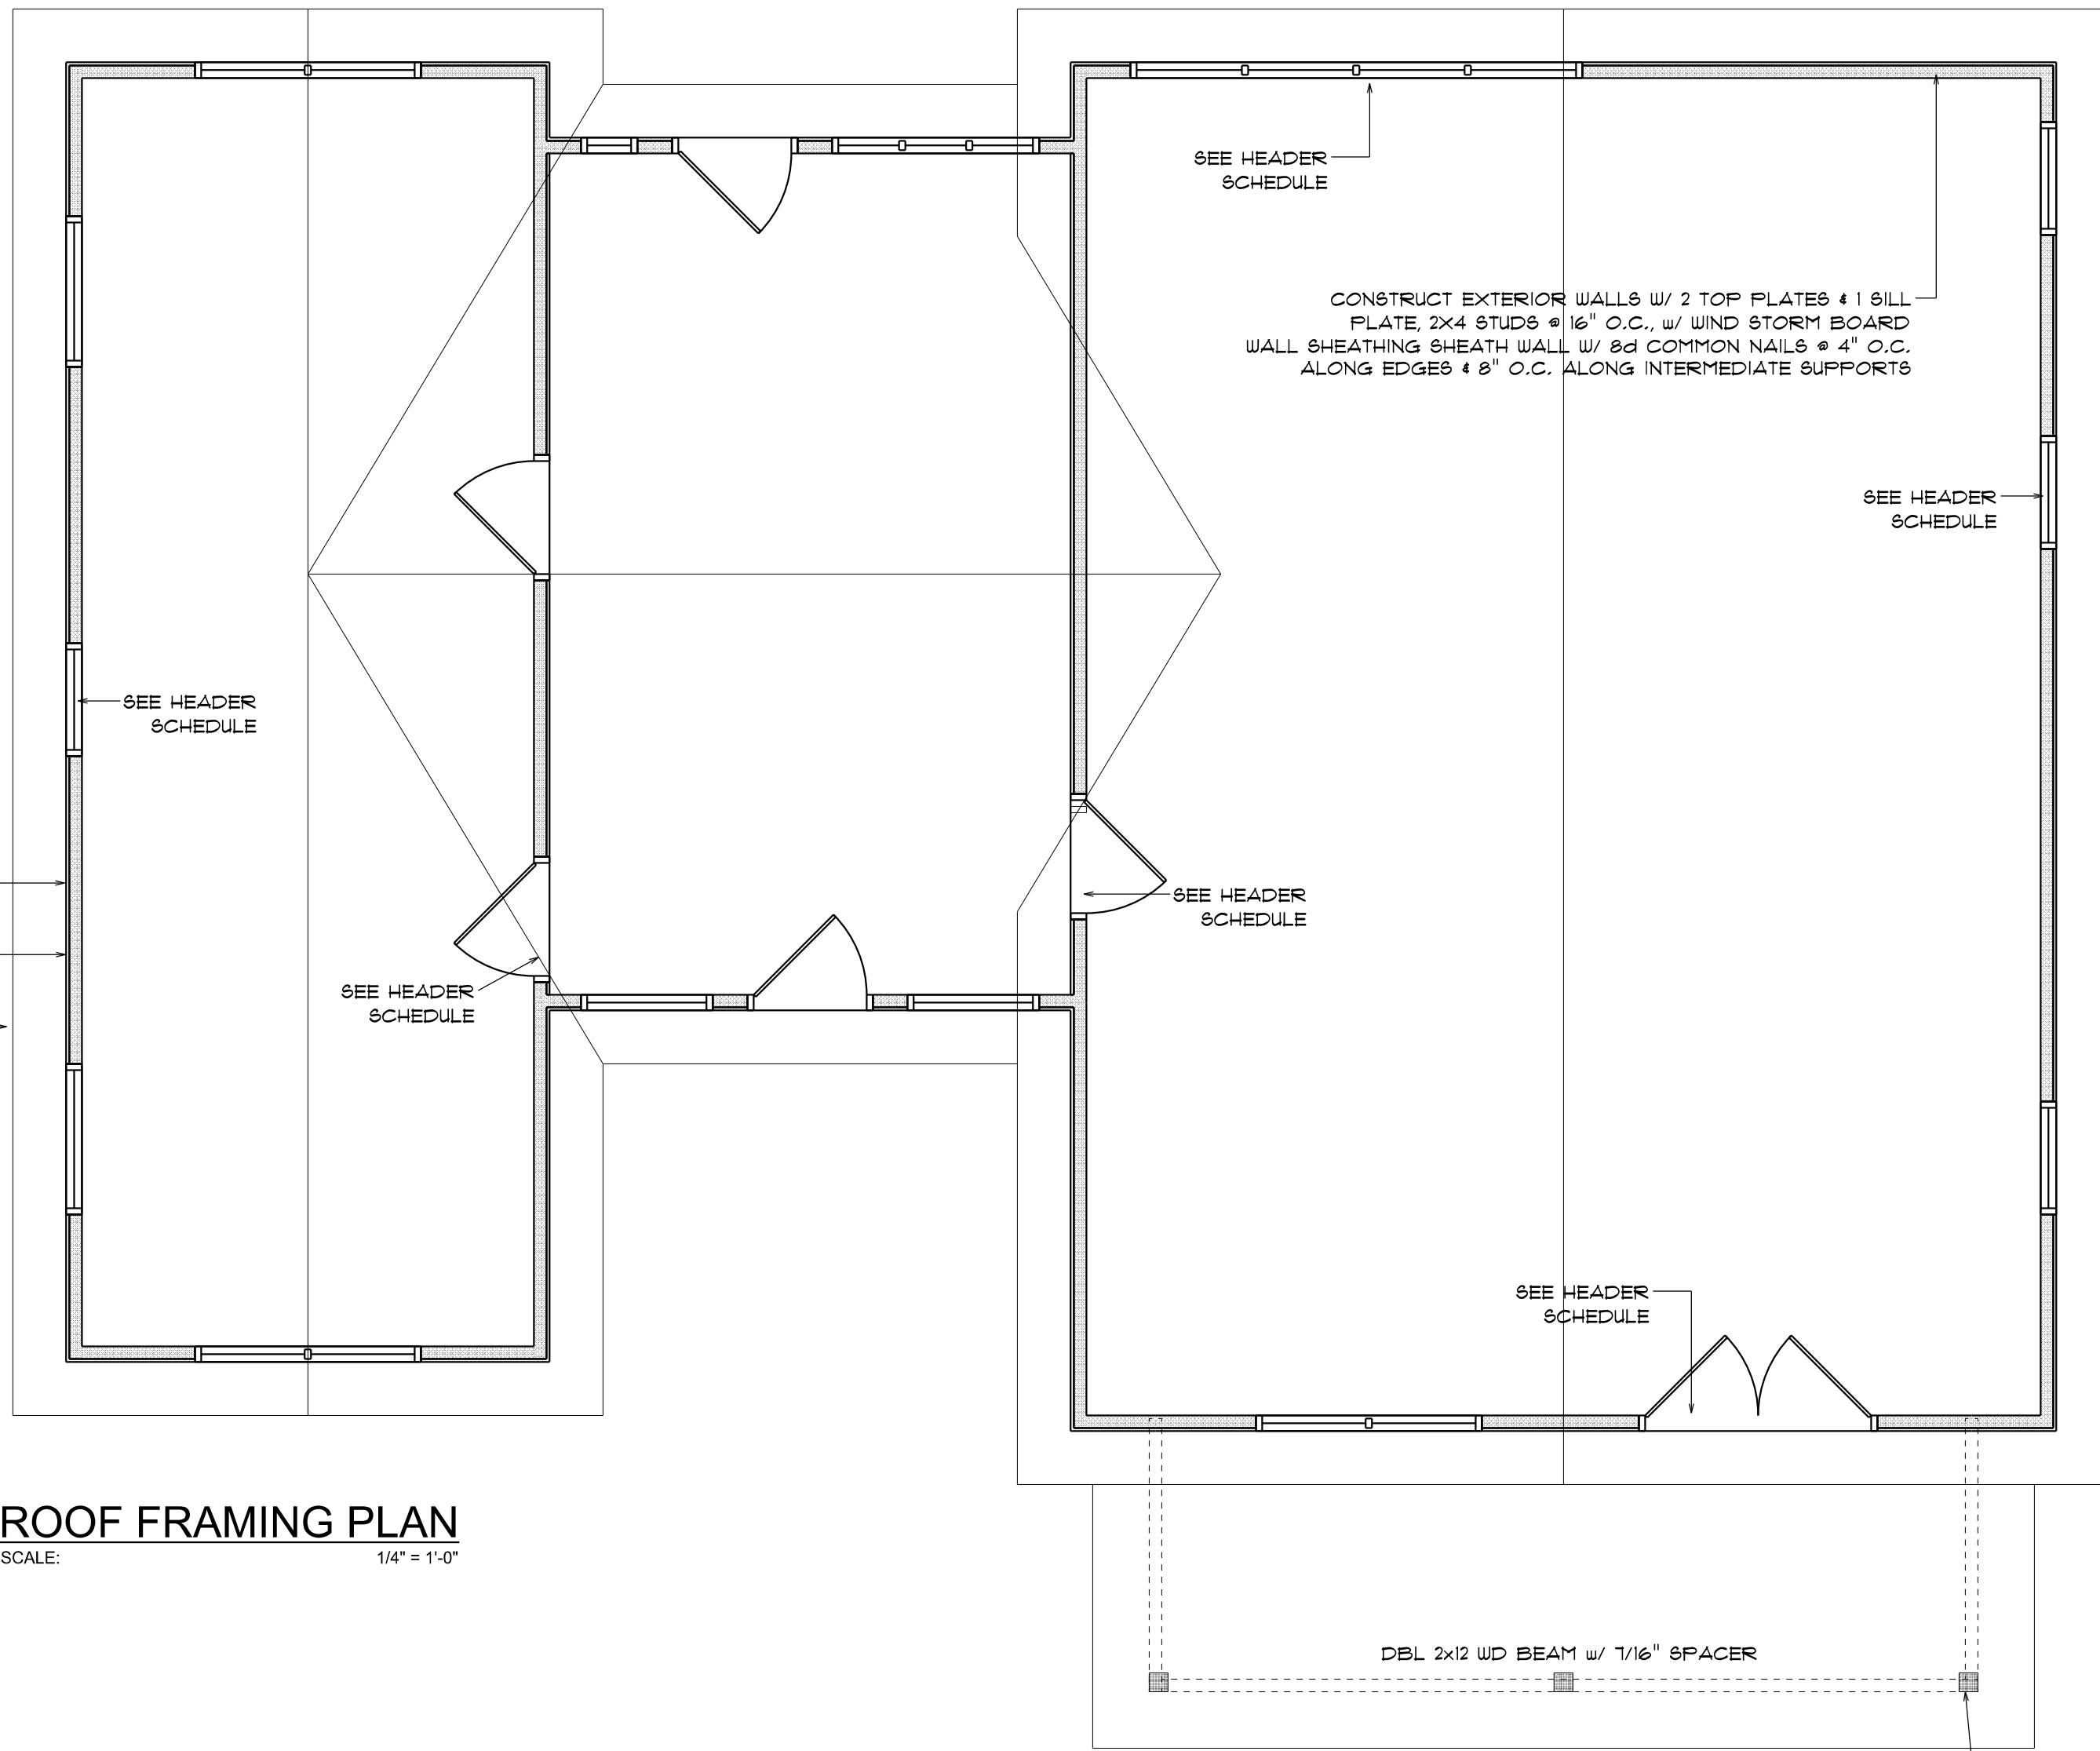 SEE HEADER
SCHEDULE
CONSTRUCT EXTERIOR WALLS W/ 2 TOP PLATES & 1 SILL
PLATE, 2X4 STUDS @ 16" O.C., w/ WIND STORM BOARD
WALL SHEATHING SHEATH WALL W/ 8d COMMON NAILS @ 4" O.C.
ALONG EDGES & 8" O.C. ALONG INTERMEDIATE SUPPORTS
SEE HEADER
SCHEDULE
SEE HEADER
SCHEDULE
SEE HEADER
SCHEDULE
SEE HEADER
SCHEDULE
SEE HEADER
SCHEDULE
ROOF FRAMING PLAN
SCALE: 1/4" = 1'-0"
DBL 2x12 WD BEAM w/ 7/16" SPACER